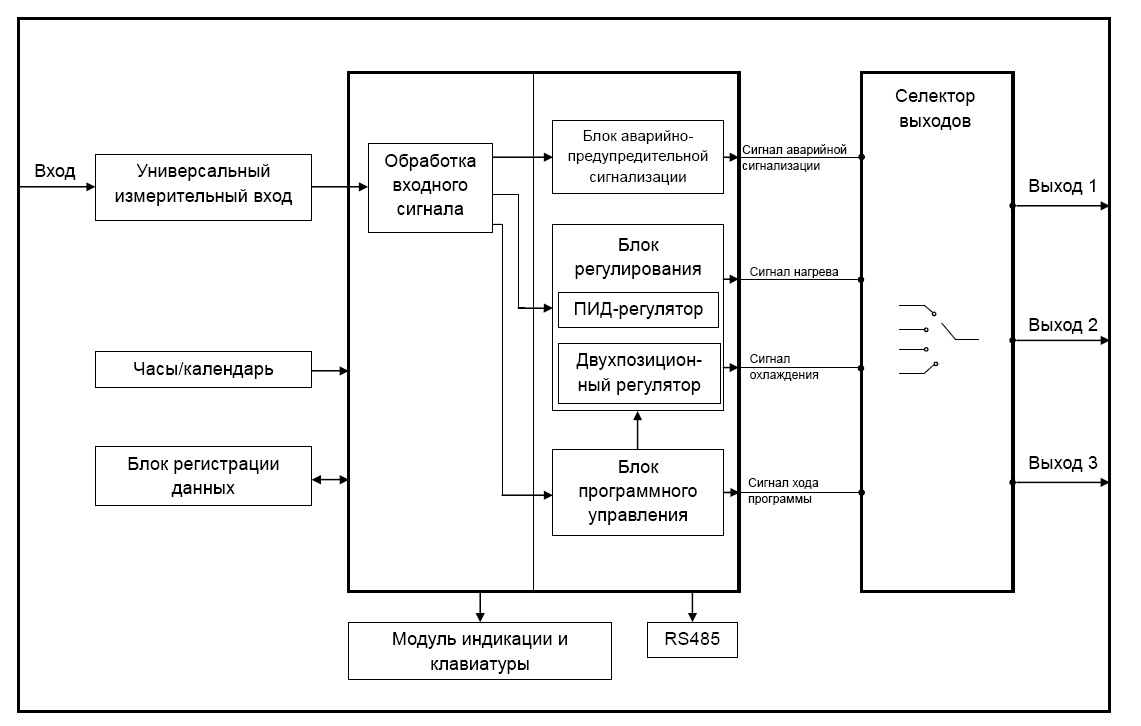 Вход
Универсальный
измерительный вход
Часы/календарь
Блок регистрации
данных
Обработка
входного
сигнала
Блок аварийно-
предупредительной
сигнализации
Блок
регулирования
ПИД-регулятор
Двухпозицион-
ный регулятор
Блок
программного
управления
Сигнал аварийной
сигнализации
Сигнал нагрева
Сигнал
охлаждения
Сигнал хода
программы
Селектор
выходов
Выход 1
Выход 2
Выход 3
Модуль индикации и
клавиатуры
RS485